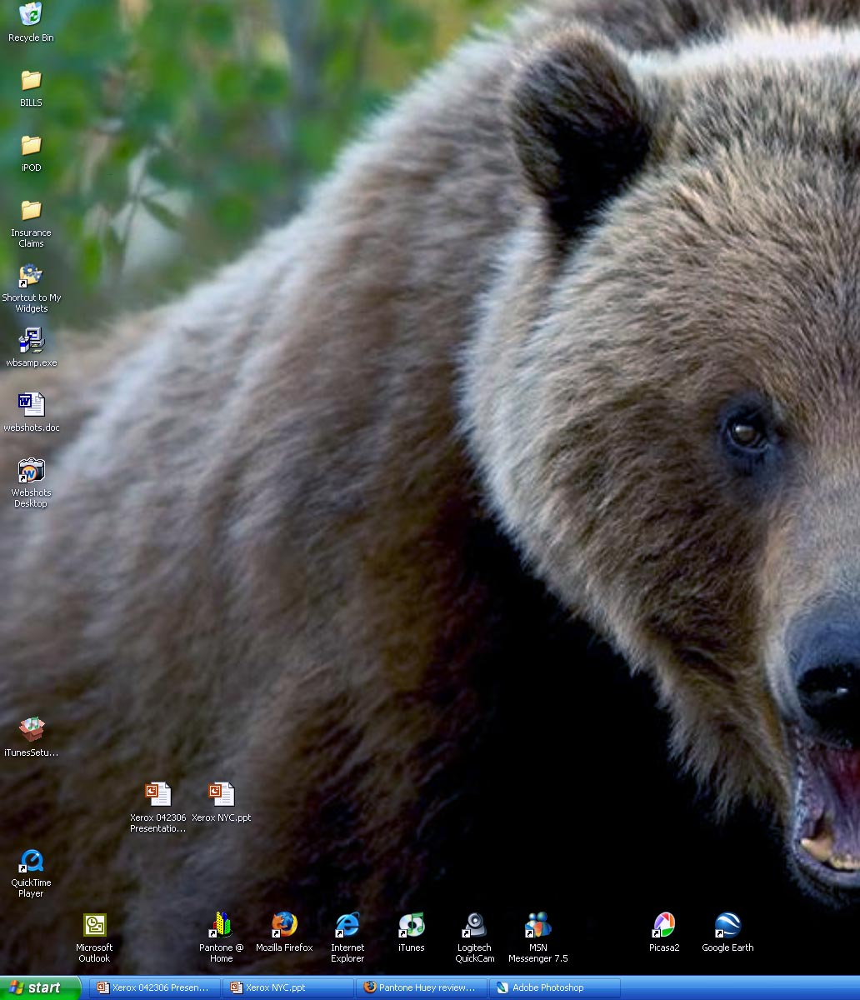 Recycle Bin
BILLS
iPOD
Insurance
Claims
Shortcut to My
Widgets
wbsamp.exe
webshots.doc
Webshots
Desktop
iTunesSetu...
Xerox 042306
Presentatio...
Xerox NYC.ppt
QuickTime
Player
Microsoft
Outlook
Pantone @
Home
Mozilla Firefox
Internet
Explorer
iTunes
Logitech
QuickCam
MSN
Messenger 7.5
Picasa2
Google Earth
start
Xerox 042306 Presen...
Xerox NYC.ppt
Pantone Huey review...
Adobe Photoshop